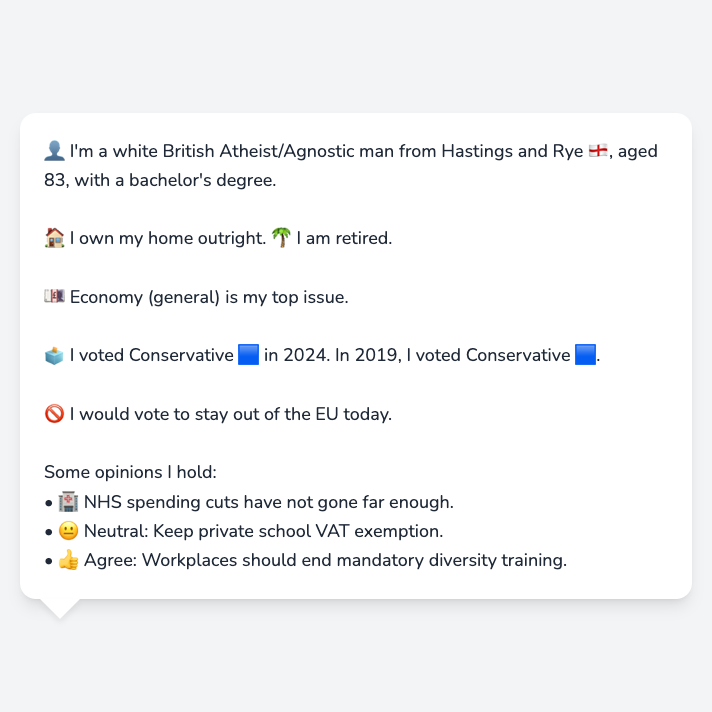 👤 I'm a white British Atheist/Agnostic man from Hastings and Rye 🏴󠁧󠁢󠁥󠁮󠁧󠁿, aged
83, with a bachelor's degree.
🏠 I own my home outright. 🌴 I am retired.
💷 Economy (general) is my top issue.
🗳️ I voted Conservative 🟦 in 2024. In 2019, I voted Conservative 🟦.
🚫 I would vote to stay out of the EU today.
Some opinions I hold:
• 🏥 NHS spending cuts have not gone far enough.
• 😐 Neutral: Keep private school VAT exemption.
• 👍 Agree: Workplaces should end mandatory diversity training.